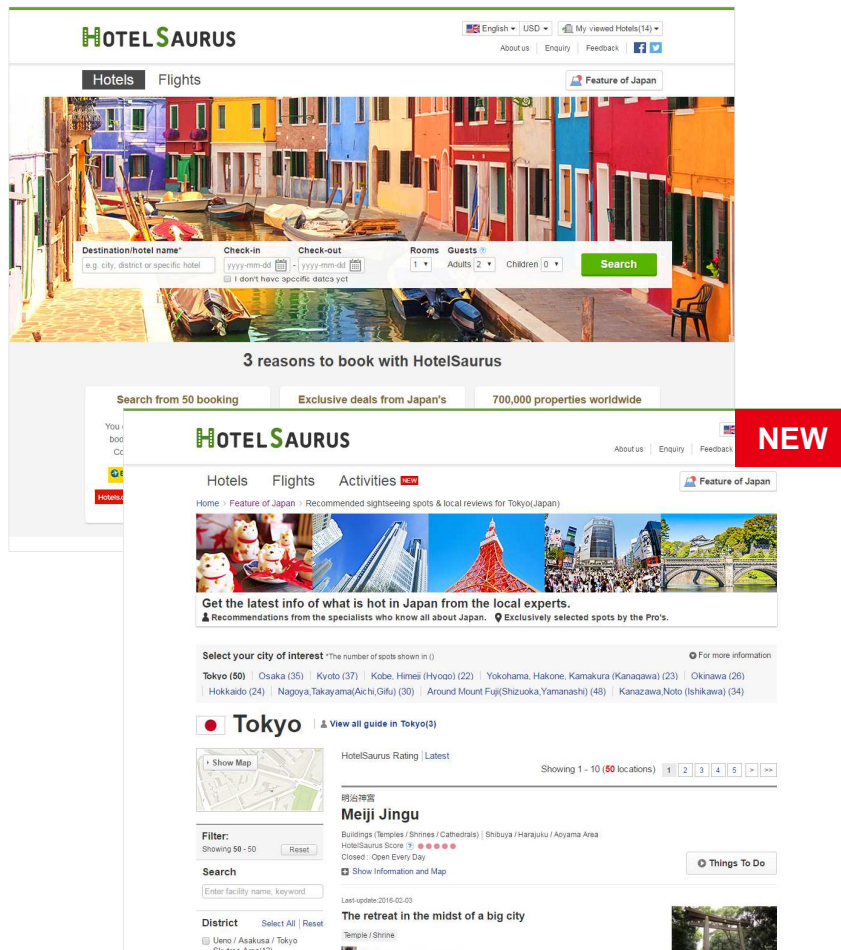 HOTELSAURUS
English USD My viewed Hotels(14)
About us Enquiry Feedback
Hotels Flights Feature of Japan
Destination/hotel name* Check-in Check-out Rooms Guests
e.g. city, district or specific hotel yyyy-mm-dd - yyyy-mm-dd 1 Adults 2 Children 0 Search
I don't have specific dates yet
3 reasons to book with HotelSaurus
Search from 50 booking Exclusive deals from Japan's 700,000 properties worldwide
You
Hotels.c
NEW
HOTELSAURUS
About us Enquiry Feedback
Hotels Flights Activities NEW Feature of Japan
Home > Feature of Japan > Recommended sightseeing spots & local reviews for Tokyo(Japan)
Get the latest info of what is hot in Japan from the local experts.
Recommendations from the specialists who know all about Japan. Exclusively selected spots by the Pro's.
Select your city of interest *The number of spots shown in () For more information
Tokyo (50) Osaka (35) Kyoto (37) Kobe, Himeji (Hyogo) (22) Yokohama, Hakone, Kamakura (Kanagawa) (23) Okinawa (26)
Hokkaido (24) Nagoya,Takayama(Aichi,Gifu) (30) Around Mount Fuji(Shizuoka,Yamanashi) (48) Kanazawa,Noto (Ishikawa) (34)
Tokyo View all guide in Tokyo(3)
Show Map
HotelSaurus Rating Latest
Showing 1 - 10 (50 locations) 1 2 3 4 5 > >>
明治神宮
Meiji Jingu
Buildings (Temples / Shrines / Cathedrals) Shibuya / Harajuku / Aoyama Area
HotelSaurus Score ?
Closed : Open Every Day
Show Information and Map
Things To Do
Filter:
Showing 50 - 50 Reset
Search
Enter facility name, keyword
District Select All Reset
Ueno / Asakusa / Tokyo
Last-update:2016-02-03
The retreat in the midst of a big city
Temple / Shrine